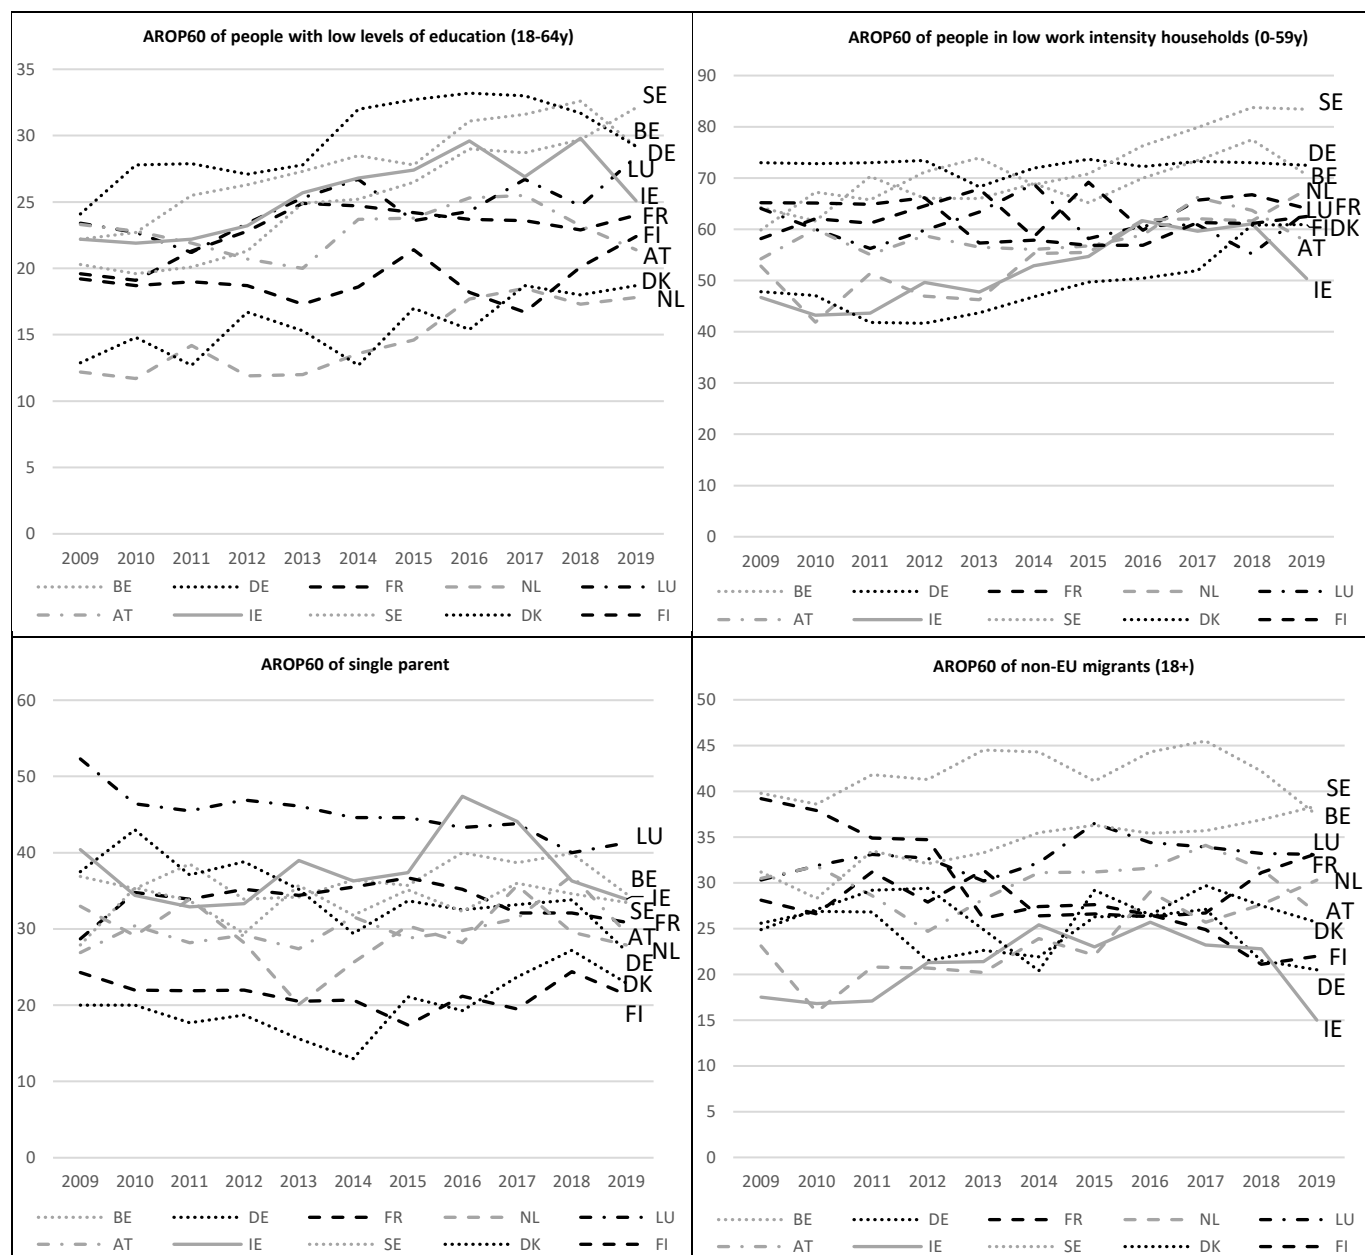 AROP60 of people with low levels of education (18-64y)
35
30
25
20
15
10
5
0
SE
BE
DE
LU
IE
FR
FI
AT
DK
NL
2009 2010 2011 2012 2013 2014 2015 2016 2017 2018 2019
BE DE FR NL LU
AT IE SE DK FI
AROP60 of people in low work intensity households (0-59y)
90
80
70
60
50
40
30
20
10
0
SE
DE
BE
NL
LU FR
FI DK
AT
IE
2009 2010 2011 2012 2013 2014 2015 2016 2017 2018 2019
BE DE FR NL LU
AT IE SE DK FI
AROP60 of single parent
60
50
40
30
20
10
0
LU
BE
IE
SE
FR
AT
NL
DE
DK
FI
2009 2010 2011 2012 2013 2014 2015 2016 2017 2018 2019
BE DE FR NL LU
AT IE SE DK FI
AROP60 of non-EU migrants (18+)
50
45
40
35
30
25
20
15
10
5
0
SE
BE
LU
FR
NL
AT
DK
FI
DE
IE
2009 2010 2011 2012 2013 2014 2015 2016 2017 2018 2019
BE DE FR NL LU
AT IE SE DK FI